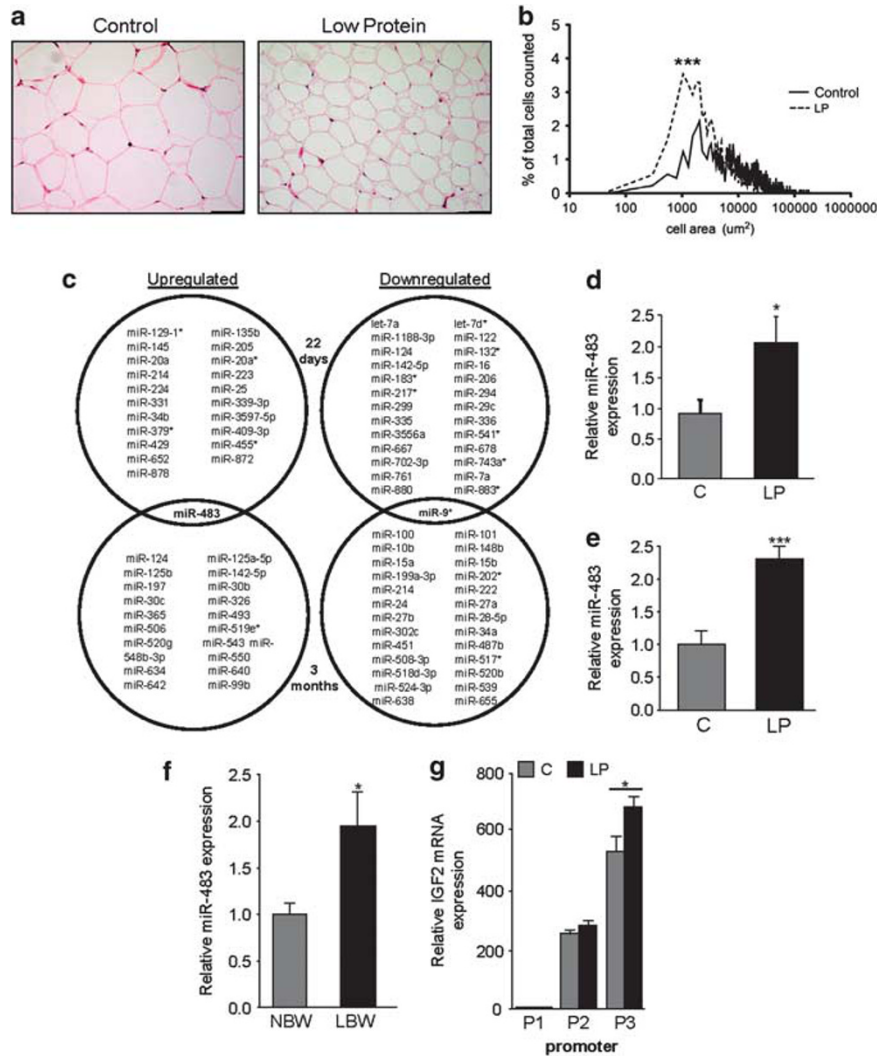 a
Control
Low Protein
b
% of total cells counted
5
4
3
2
1
0
***
Control
LP
10
100
1000
10000
100000
1000000
cell area (um²)
c
Upregulated
Downregulated
22
days
miR-129-1* miR-135b
miR-145 miR-205
miR-20a miR-20a*
miR-214 miR-223
miR-224 miR-25
miR-331 miR-339-3p
miR-34b miR-3597-5p
miR-379* miR-409-3p
miR-429 miR-455*
miR-652 miR-872
miR-878
let-7a let-7d*
miR-1188-3p miR-122
miR-124 miR-132*
miR-142-5p miR-16
miR-183* miR-206
miR-217* miR-294
miR-299 miR-29c
miR-335 miR-336
miR-3556a miR-541*
miR-667 miR-678
miR-702-3p miR-743a*
miR-761 miR-7a
miR-880 miR-883*
miR-483
miR-9*
miR-124 miR-125a-5p
miR-125b miR-142-5p
miR-197 miR-30b
miR-30c miR-326
miR-365 miR-493
miR-506 miR-519e*
miR-520g miR-543 miR-
548b-3p miR-550
miR-634 miR-640
miR-642 miR-99b
3
months
miR-100 miR-101
miR-10b miR-148b
miR-15a miR-15b
miR-199a-3p miR-202*
miR-214 miR-222
miR-24 miR-27a
miR-27b miR-28-5p
miR-302c miR-34a
miR-451 miR-487b
miR-508-3p miR-517*
miR-518d-3p miR-520b
miR-524-3p miR-539
miR-638 miR-655
d
Relative miR-483
expression
2.5
2.0
1.5
1.0
0.5
0.0
*
C
LP
e
Relative miR-483
expression
2.5
2.0
1.5
1.0
0.5
0.0
***
C
LP
f
Relative miR-483 expression
2.5
2.0
1.5
1.0
0.5
0.0
*
NBW
LBW
g
C
LP
Relative IGF2 mRNA
expression
800
600
400
200
0
*
P1
P2
P3
promoter